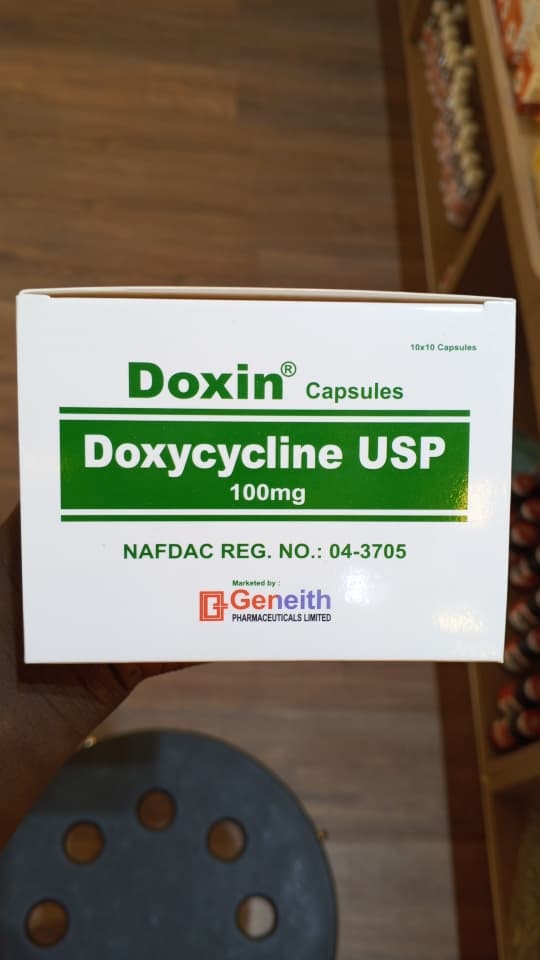 10x10 Capsules
Doxin® Capsules
Doxycycline USP
100mg
NAFDAC REG. NO.: 04-3705
Marketed by :
Geneith
PHARMACEUTICALS LIMITED